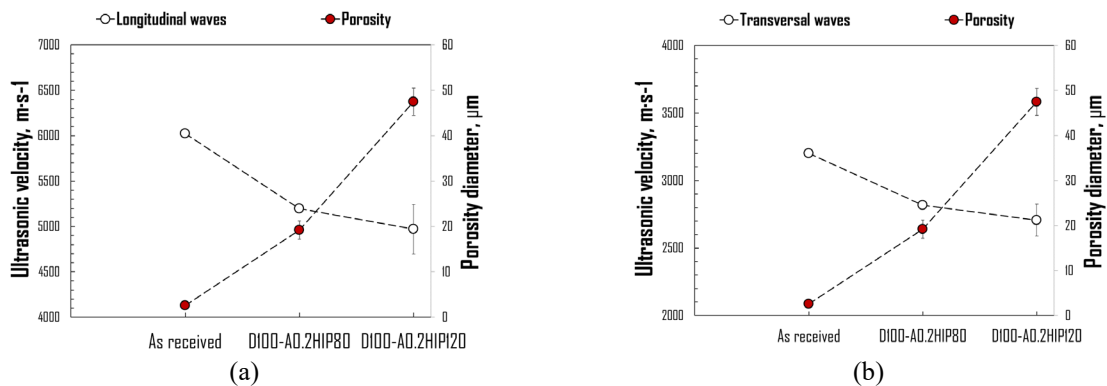 Longitudinal waves
Porosity
7000
6500
6000
5500
5000
4500
4000
60
50
40
30
20
10
0
Ultrasonic velocity, m·s-1
Porosity diameter, μm
As received
D100-A0.2HIP80
D100-A0.2HIP120
(a)
Transversal waves
Porosity
4000
3500
3000
2500
2000
60
50
40
30
20
10
0
Ultrasonic velocity, m·s-1
Porosity diameter, μm
As received
D100-A0.2HIP80
D100-A0.2HIP120
(b)